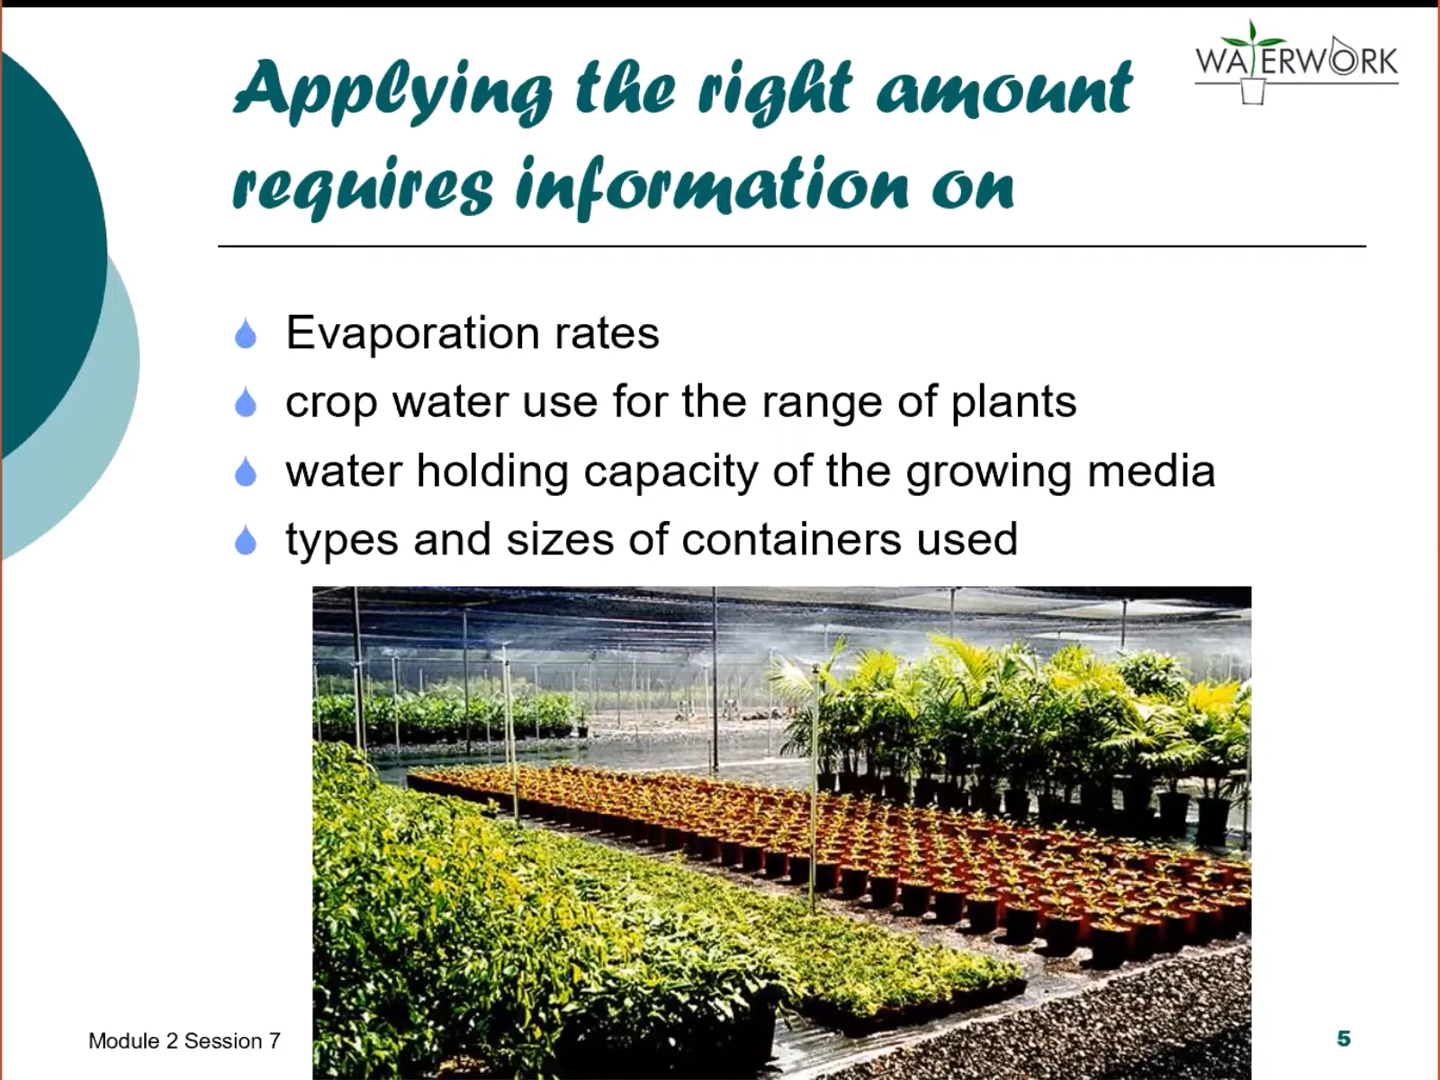 WATERWORK
Applying the right amount
requires information on
Evaporation rates
crop water use for the range of plants
water holding capacity of the growing media
types and sizes of containers used
Module 2 Session 7
5